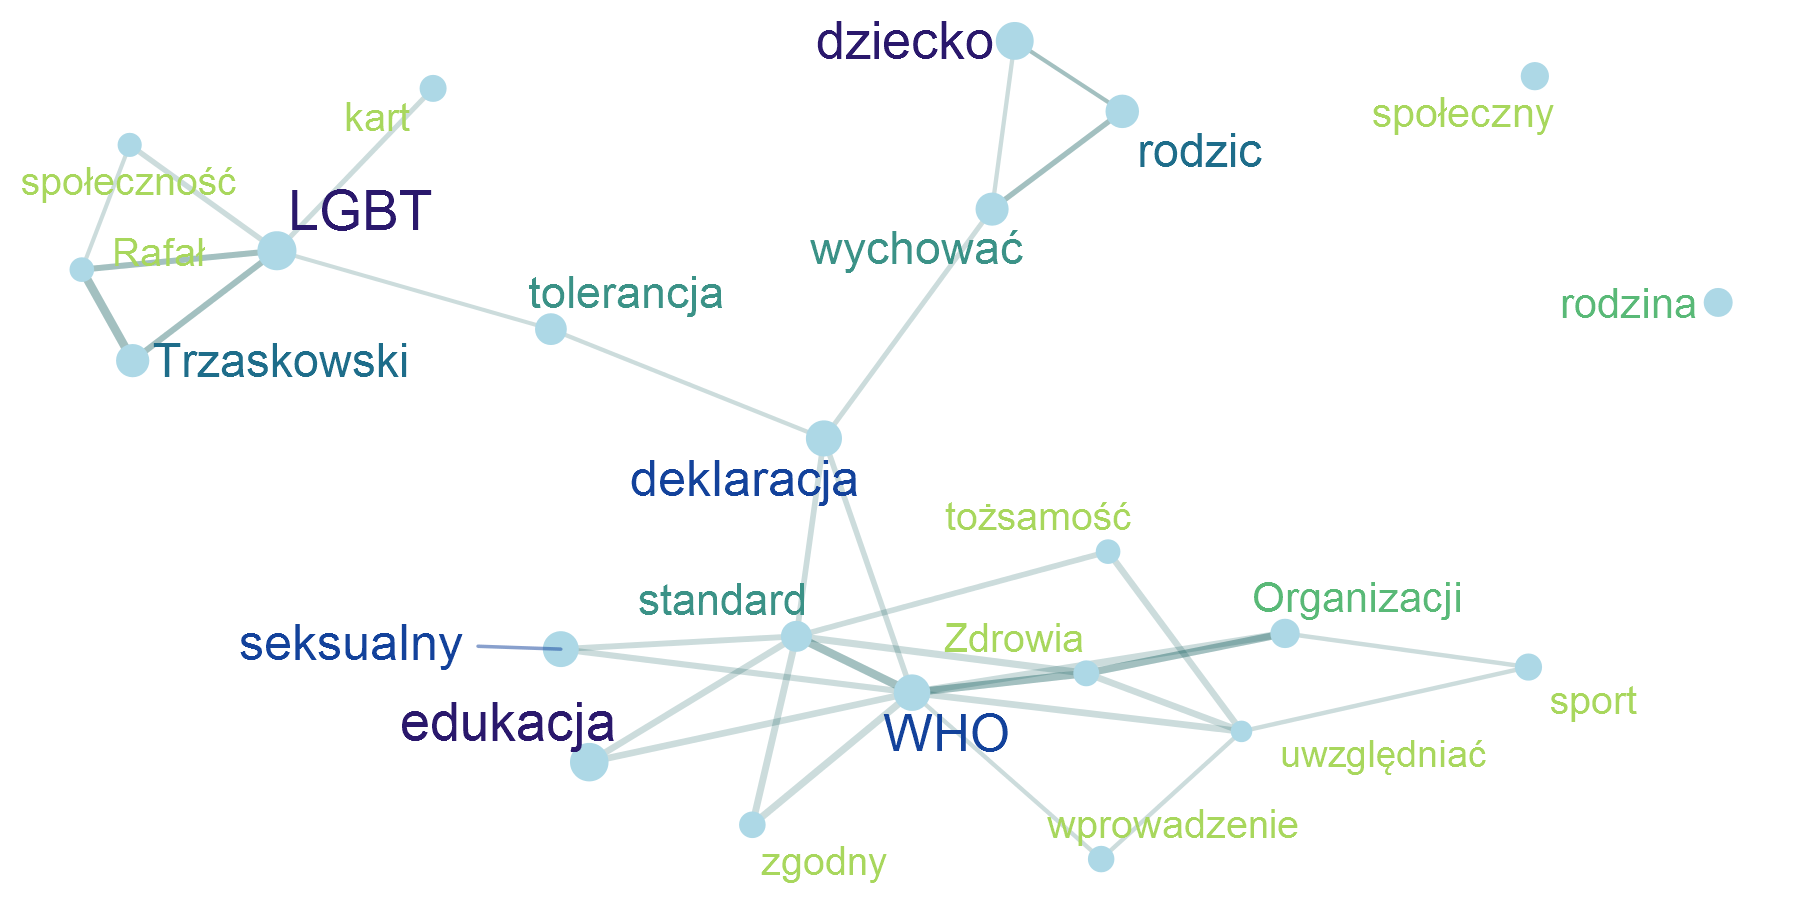 dziecko
kart
społeczny
rodzic
społeczność
LGBT
Rafał
wychować
tolerancja
rodzina
Trzaskowski
deklaracja
tożsamość
standard
Organizacji
seksualny
Zdrowia
sport
edukacja
WHO
uwzględniać
wprowadzenie
zgodny